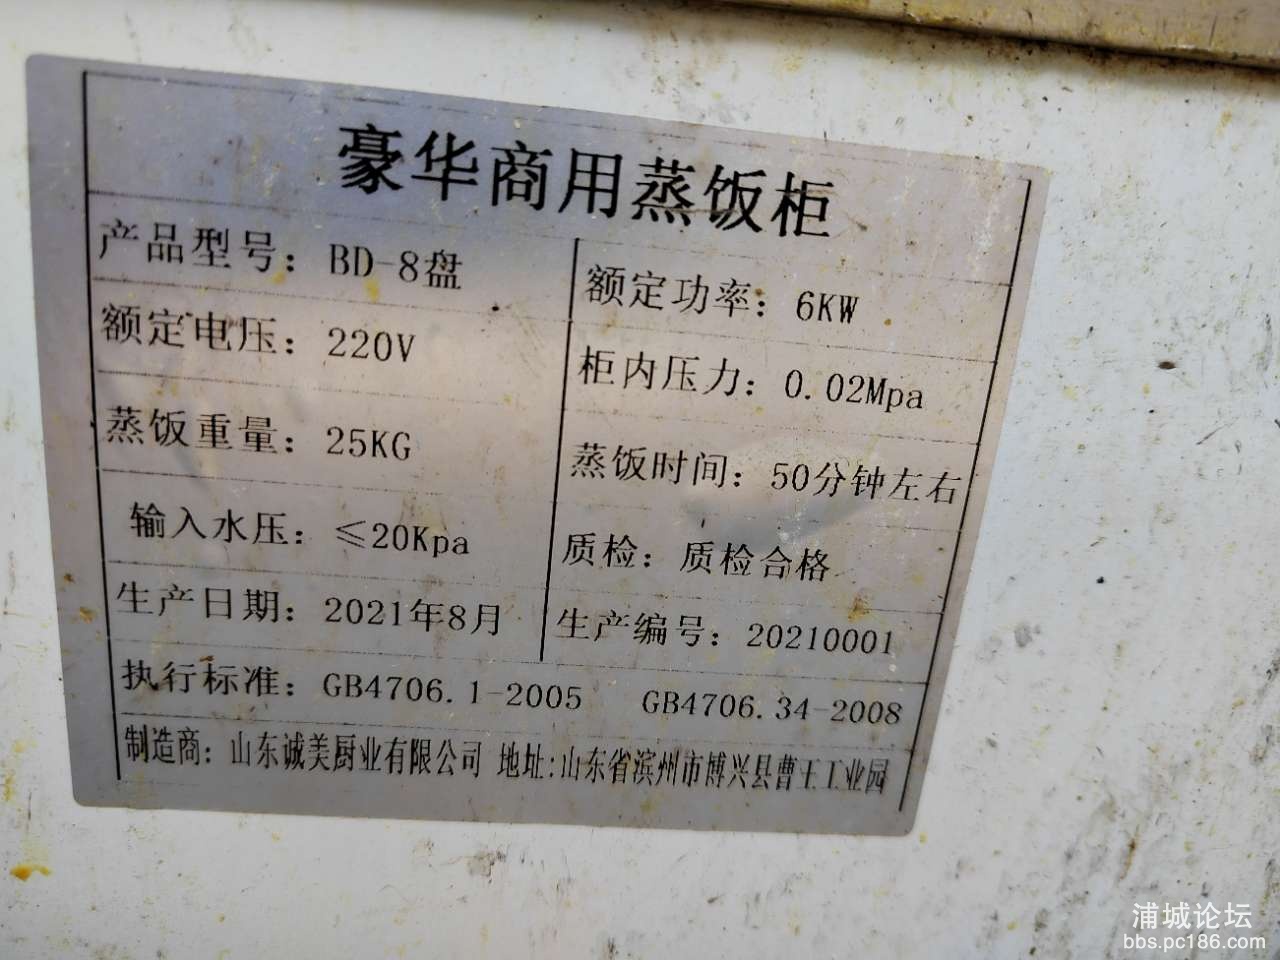 豪华商用蒸饭柜
产品型号：BD-8盘 额定功率：6KW
额定电压：220V 柜内压力：0.02Mpa
蒸饭重量：25KG 蒸饭时间：50分钟左右
输入水压：≤20Kpa 质检：质检合格
生产日期：2021年8月 生产编号：20210001
执行标准：GB4706.1-2005 GB4706.34-2008
制造商：山东诚美厨业有限公司 地址:山东省滨州市博兴县曹王工业园
浦城论坛
bbs.pc186.com